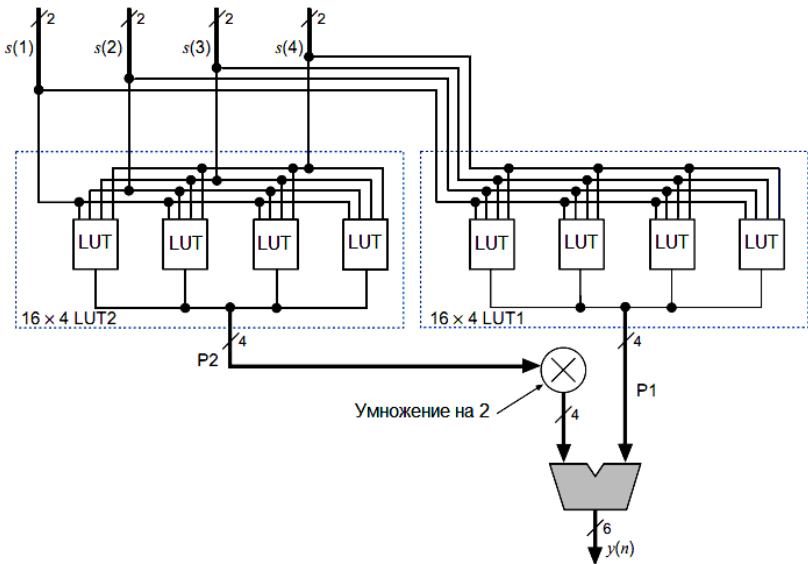 2 2 2 2
s(1) s(2) s(3) s(4)
LUT LUT LUT LUT LUT LUT LUT LUT
16 × 4 LUT2 16 × 4 LUT1
4 4
P2
P1
Умножение на 2
4
6
y(n)